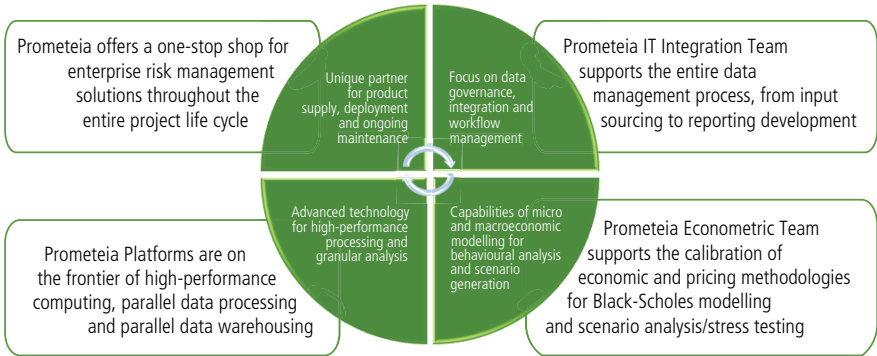 Prometeia offers a one-stop shop for
enterprise risk management
solutions throughout the
entire project life cycle
Unique partner
for product
supply, deployment
and ongoing
maintenance
Focus on data
governance,
integration and
workflow
management
Prometeia IT Integration Team
supports the entire data
management process, from input
sourcing to reporting development
Prometeia Platforms are on
the frontier of high-performance
computing, parallel data processing
and parallel data warehousing
Advanced technology
for high-performance
processing and
granular analysis
Capabilities of micro
and macroeconomic
modelling for
behavioural analysis
and scenario
generation
Prometeia Econometric Team
supports the calibration of
economic and pricing methodologies
for Black-Scholes modelling
and scenario analysis/stress testing